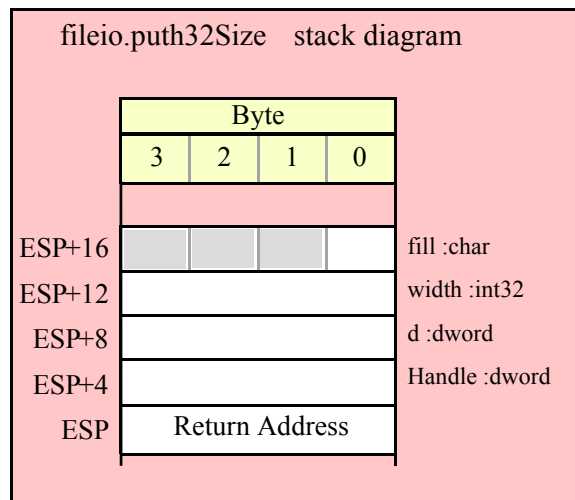 fileio.puth32Size stack diagram
Byte
3 2 1 0
ESP+16 fill :char
ESP+12 width :int32
ESP+8 d :dword
ESP+4 Handle :dword
ESP Return Address